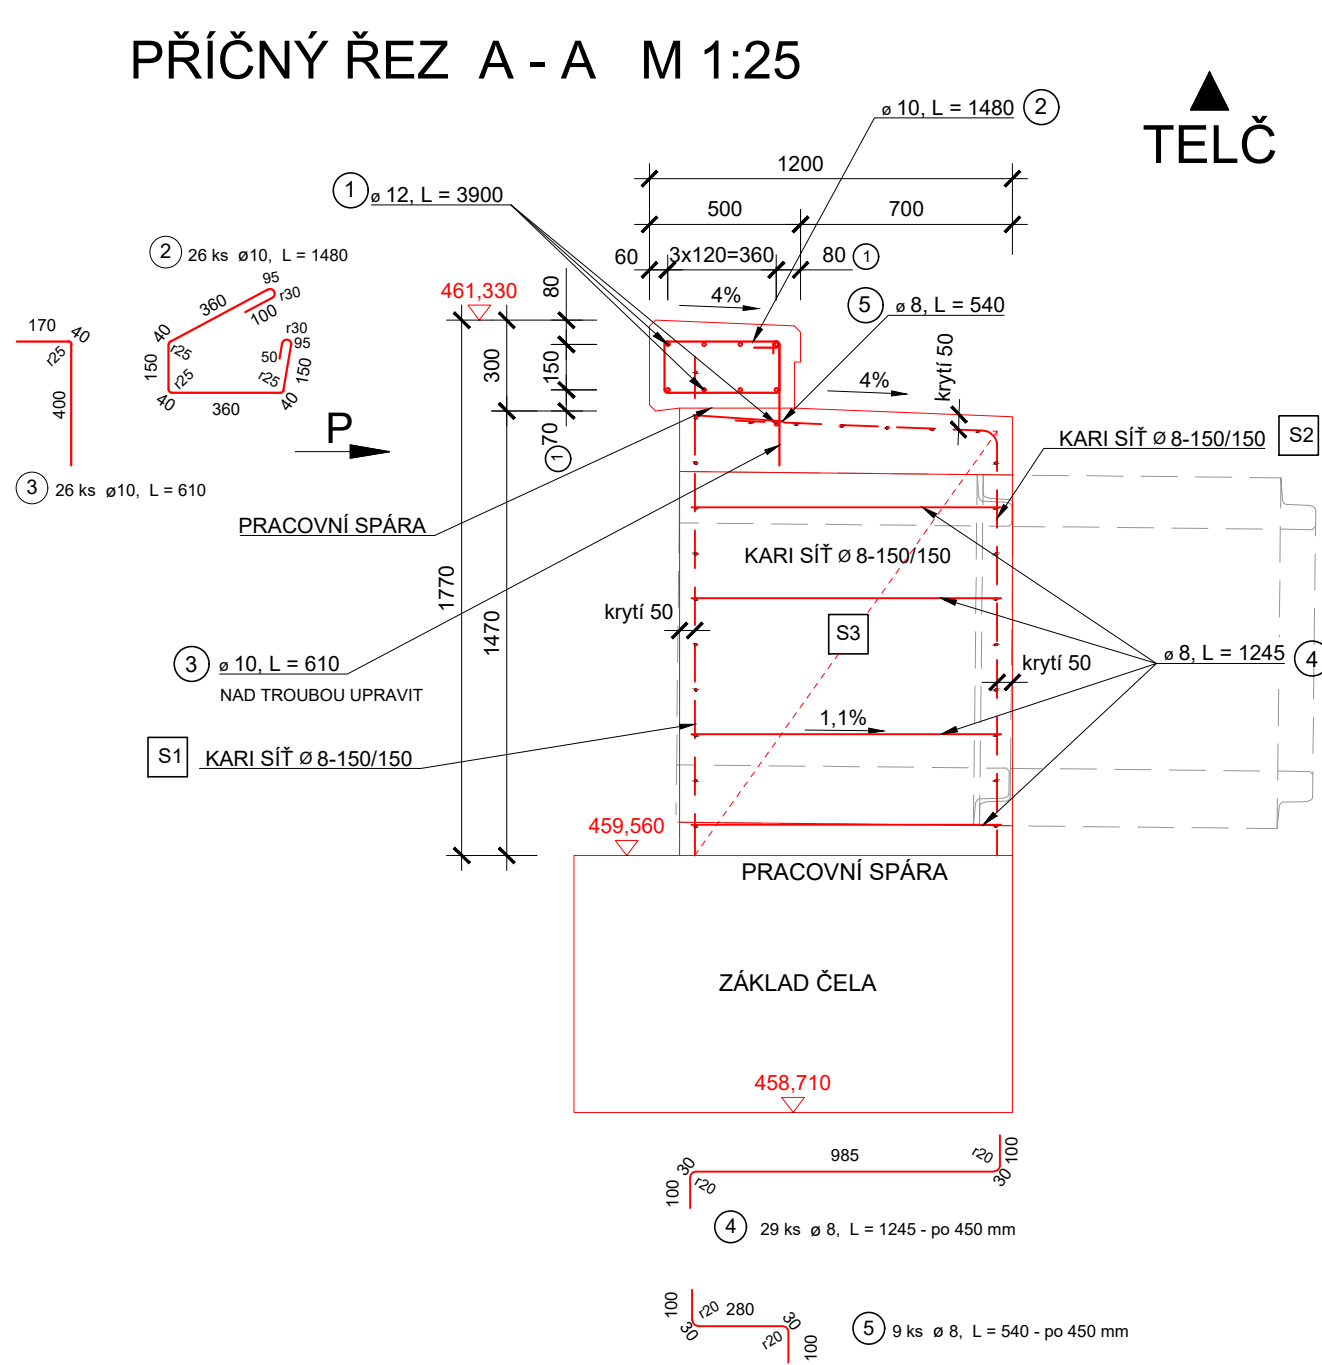 PŘÍČNÝ ŘEZ A - A M 1:25
TELČ
ø 10, L = 1480 2
1200
1 ø 12, L = 3900
500 700
2 26 ks ø10, L = 1480
60 3x120=360 80 1
95
360
r30
100
40
r25
150
r25
40
360
40
r25
150
50
95
r30
461,330
80
4%
5 ø 8, L = 540
170 40
r25
400
300
150
70
1
4%
krytí 50
P
KARI SÍŤ Ø 8-150/150 S2
3 26 ks ø10, L = 610
PRACOVNÍ SPÁRA
KARI SÍŤ Ø 8-150/150
1770
1470
krytí 50
S3
3 ø 10, L = 610
NAD TROUBOU UPRAVIT
krytí 50
ø 8, L = 1245 4
1,1%
S1 KARI SÍŤ Ø 8-150/150
459,560
PRACOVNÍ SPÁRA
ZÁKLAD ČELA
458,710
100
30
r20
985
r20
30
100
4 29 ks ø 8, L = 1245 - po 450 mm
100
30
r20
280
r20
30
100
5 9 ks ø 8, L = 540 - po 450 mm